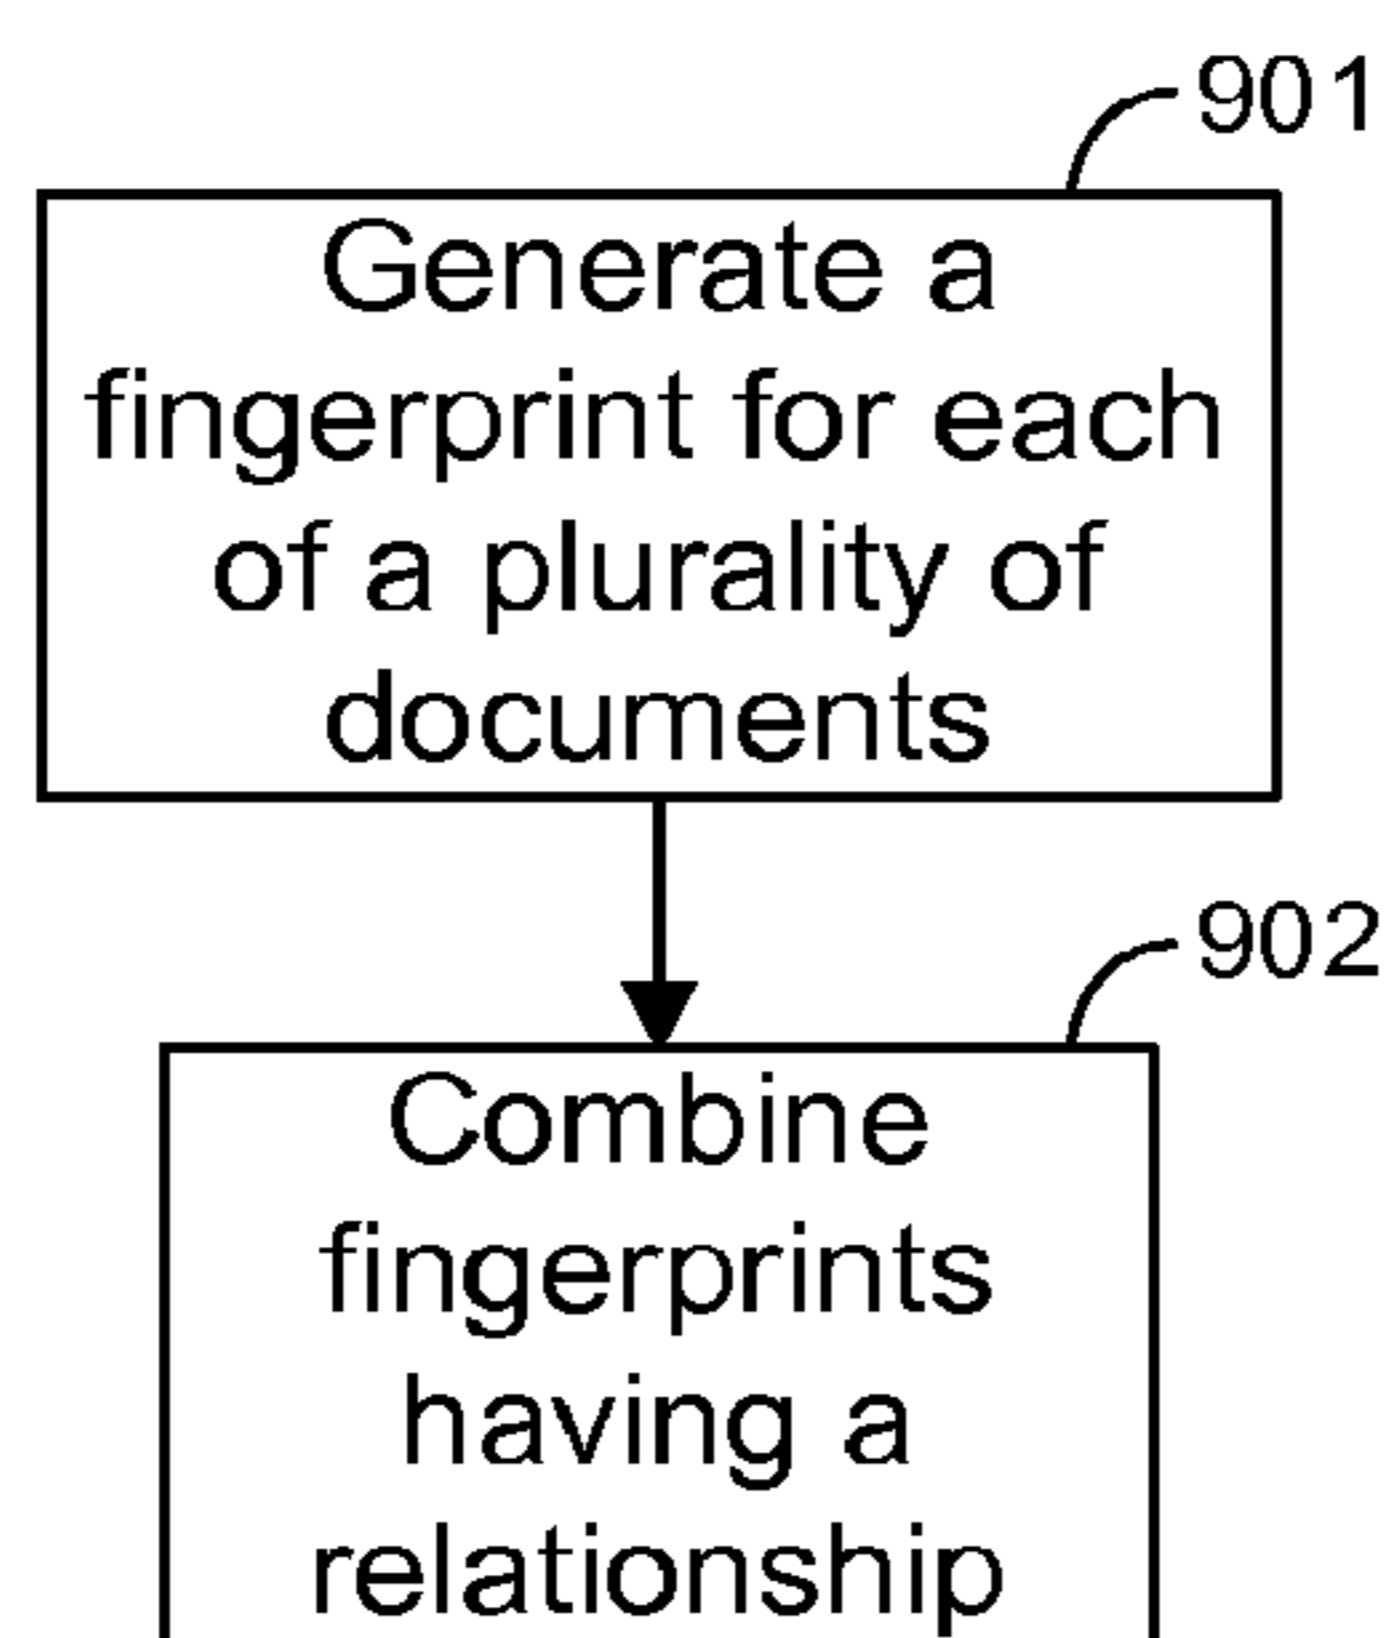 901
Generate a
fingerprint for each
of a plurality of
documents
902
Combine
fingerprints
having a
relationship